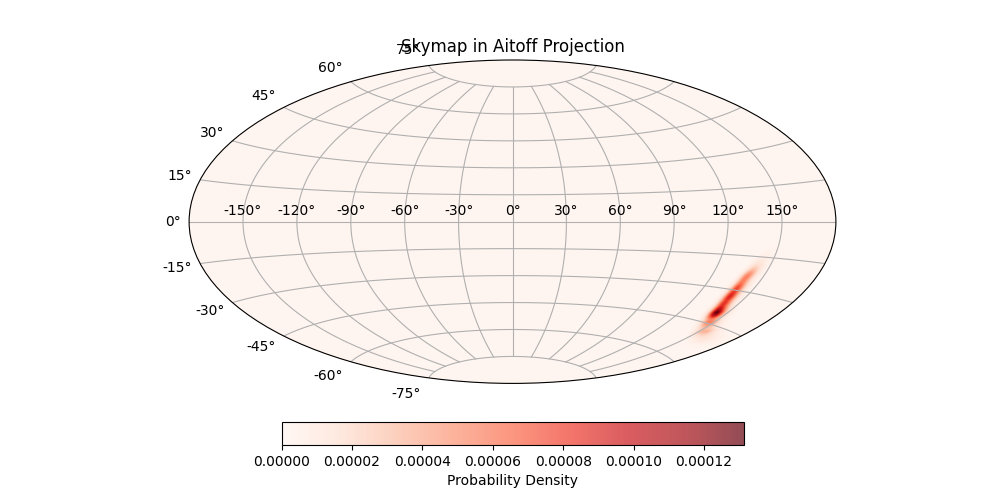 Skymap in Aitoff Projection
75°
60°
45°
30°
15°
0°
-150° -120° -90° -60° -30° 0° 30° 60° 90° 120° 150°
-15°
-30°
-45°
-60°
-75°
0.00000 0.00002 0.00004 0.00006 0.00008 0.00010 0.00012
Probability Density